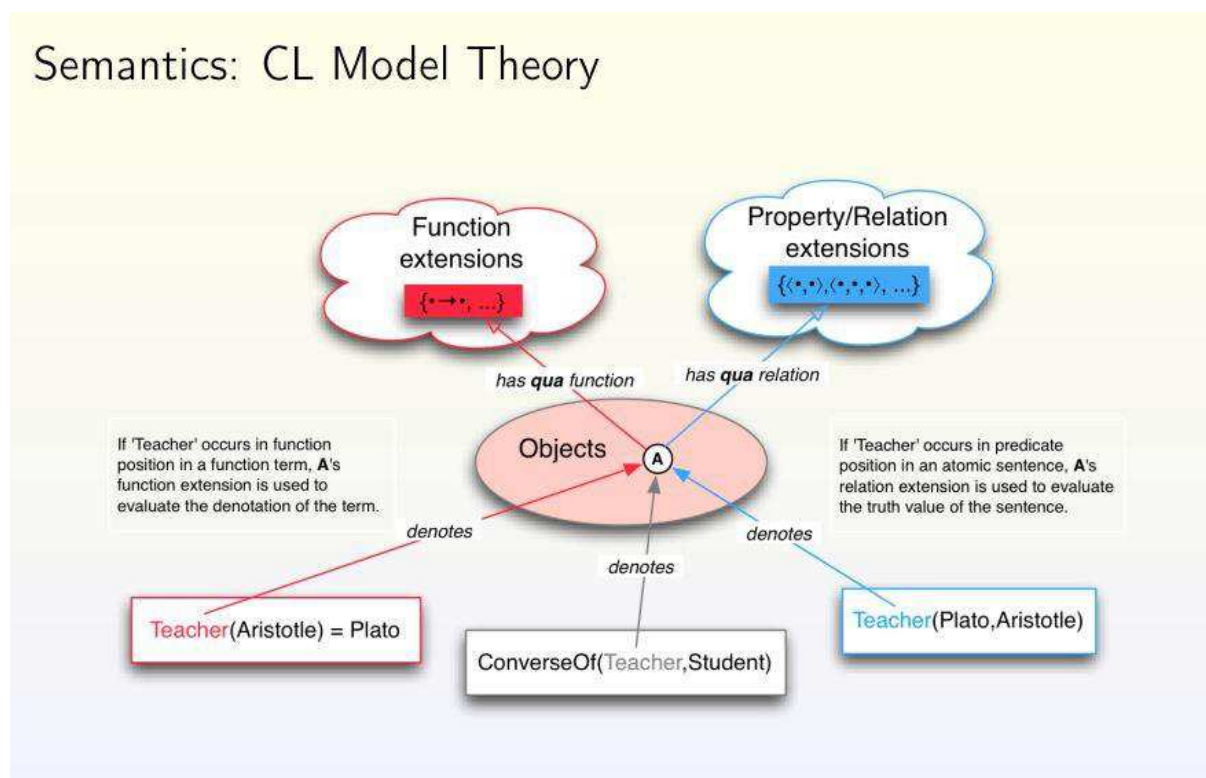 Semantics: CL Model Theory
Function
extensions
{•→•, ...}
Property/Relation
extensions
{⟨•,•⟩,⟨•,•,•⟩, ...}
has qua function
has qua relation
If 'Teacher' occurs in function
position in a function term, A's
function extension is used to
evaluate the denotation of the term.
Objects
A
If 'Teacher' occurs in predicate
position in an atomic sentence, A's
relation extension is used to evaluate
the truth value of the sentence.
denotes
denotes
denotes
Teacher(Aristotle) = Plato
ConverseOf(Teacher,Student)
Teacher(Plato,Aristotle)